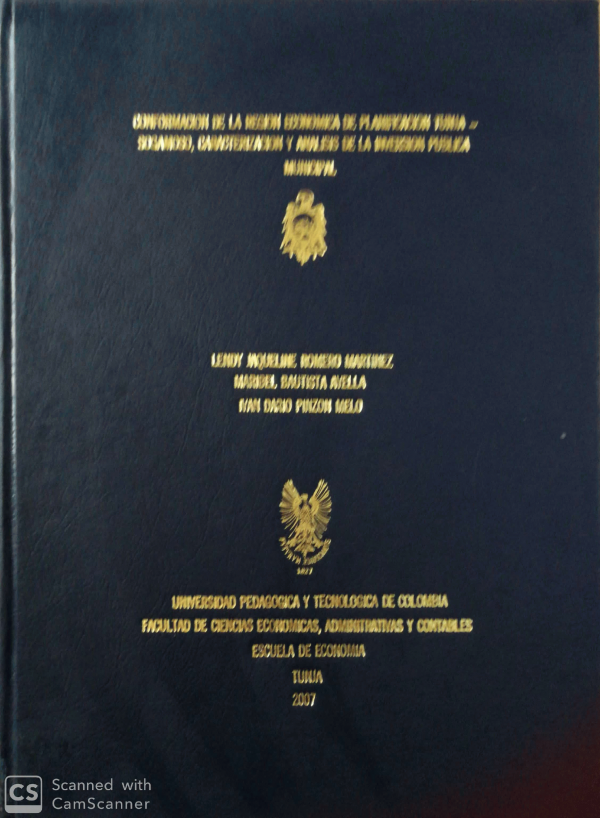 CONFORMACION DE LA REGION ECONOMICA DE PLANIFICACION TUNJA –
SOGAMOSO, CARACTERIZACION Y ANALISIS DE LA INVERSION PUBLICA
MUNICIPAL
LENDY JAQUELINE ROMERO MARTINEZ
MARIBEL BAUTISTA AYELLA
IVAN DARIO PINZON MELO
UNIVERSIDAD PEDAGOGICA Y TECNOLOGICA DE COLOMBIA
FACULTAD DE CIENCIAS ECONOMICAS, ADMINITRATIVAS Y CONTABLES
ESCUELA DE ECONOMIA
TUNJA
2007
CS Scanned with
CamScanner